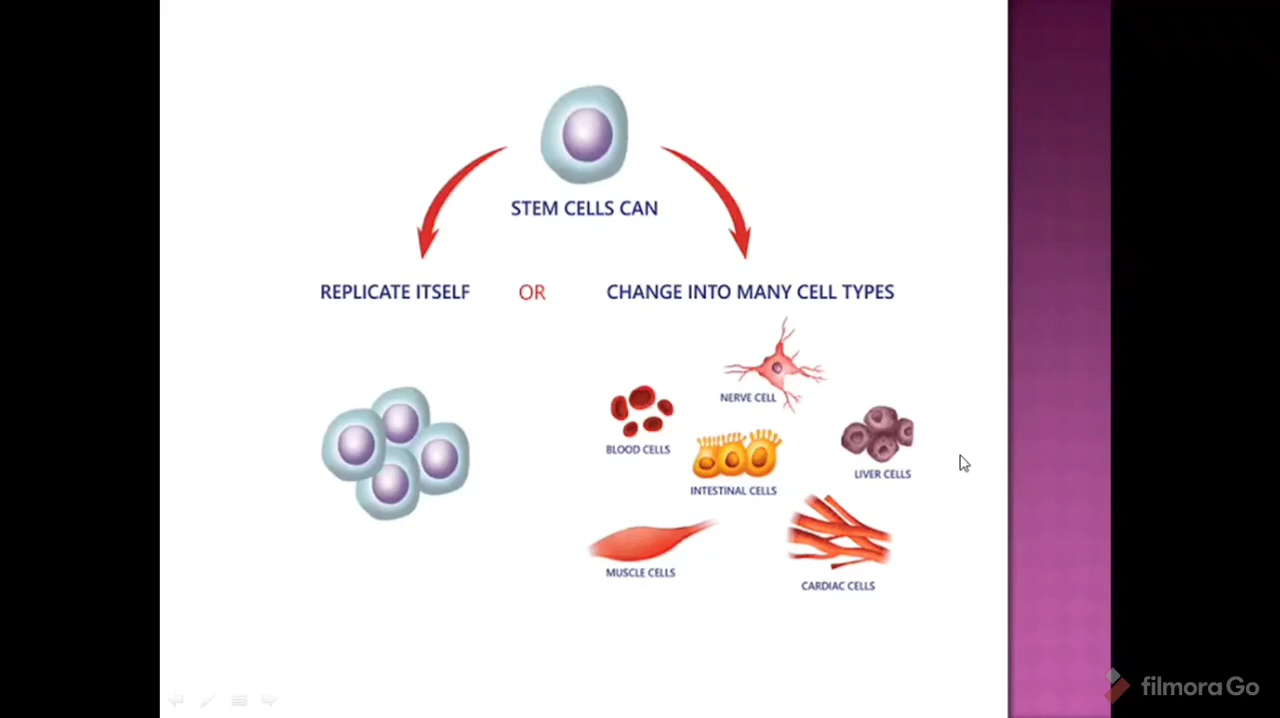 STEM CELLS CAN
REPLICATE ITSELF OR CHANGE INTO MANY CELL TYPES
NERVE CELL
BLOOD CELLS
LIVER CELLS
INTESTINAL CELLS
MUSCLE CELLS
CARDIAC CELLS
filmora Go